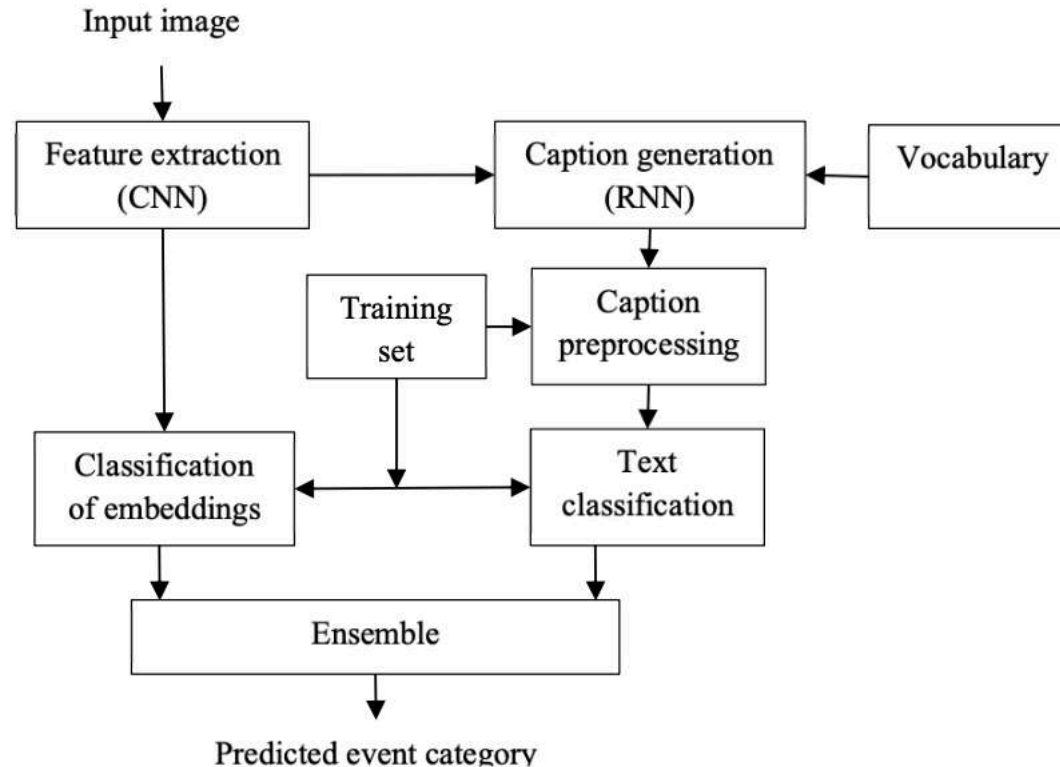 Input image
Feature extraction
(CNN)
Caption generation
(RNN)
Vocabulary
Training
set
Caption
preprocessing
Classification
of embeddings
Text
classification
Ensemble
Predicted event category